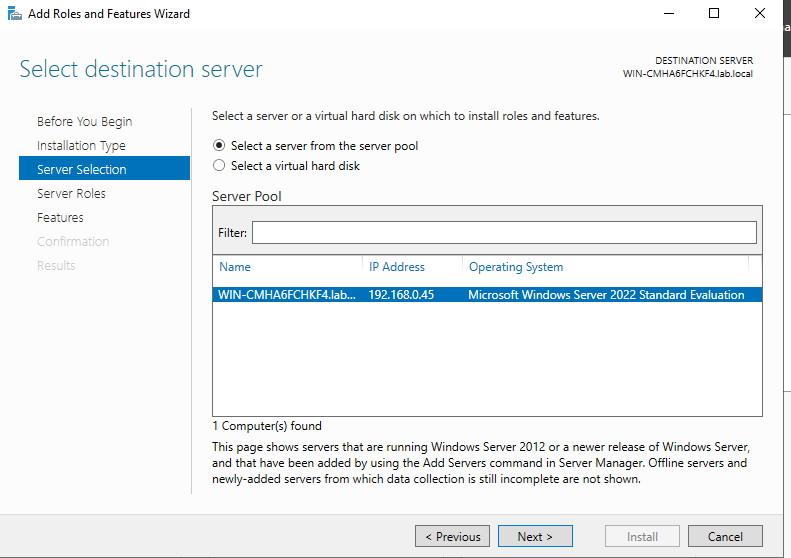 Add Roles and Features Wizard
Select destination server
DESTINATION SERVER
WIN-CMHA6FCHKF4.lab.local
Before You Begin
Installation Type
Server Selection
Server Roles
Features
Confirmation
Results
Select a server or a virtual hard disk on which to install roles and features.
Select a server from the server pool
Select a virtual hard disk
Server Pool
Filter:
Name IP Address Operating System
WIN-CMHA6FCHKF4.lab... 192.168.0.45 Microsoft Windows Server 2022 Standard Evaluation
1 Computer(s) found
This page shows servers that are running Windows Server 2012 or a newer release of Windows Server,
and that have been added by using the Add Servers command in Server Manager. Offline servers and
newly-added servers from which data collection is still incomplete are not shown.
< Previous Next > Install Cancel